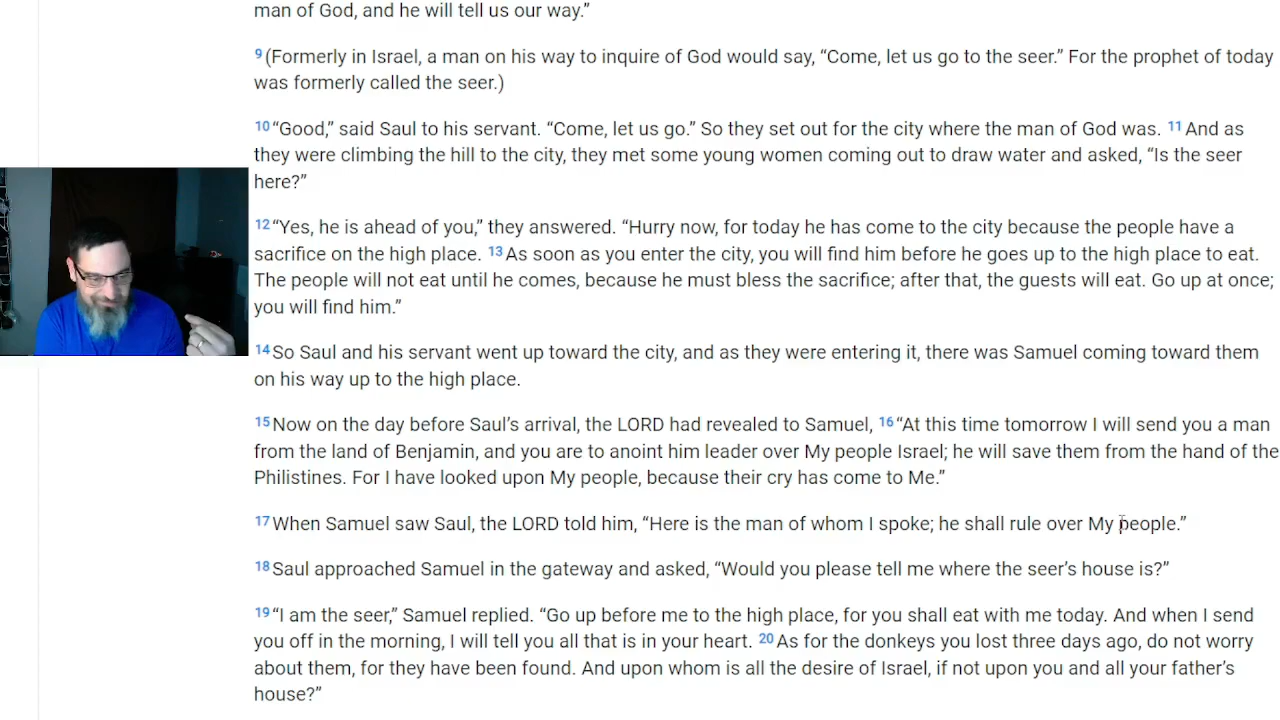 man of God, and he will tell us our way.”
9 (Formerly in Israel, a man on his way to inquire of God would say, “Come, let us go to the seer.” For the prophet of today
was formerly called the seer.)
10 “Good,” said Saul to his servant. “Come, let us go.” So they set out for the city where the man of God was. 11 And as
they were climbing the hill to the city, they met some young women coming out to draw water and asked, “Is the seer
here?”
12 “Yes, he is ahead of you,” they answered. “Hurry now, for today he has come to the city because the people have a
sacrifice on the high place. 13 As soon as you enter the city, you will find him before he goes up to the high place to eat.
The people will not eat until he comes, because he must bless the sacrifice; after that, the guests will eat. Go up at once;
you will find him.”
14 So Saul and his servant went up toward the city, and as they were entering it, there was Samuel coming toward them
on his way up to the high place.
15 Now on the day before Saul’s arrival, the LORD had revealed to Samuel, 16 “At this time tomorrow I will send you a man
from the land of Benjamin, and you are to anoint him leader over My people Israel; he will save them from the hand of the
Philistines. For I have looked upon My people, because their cry has come to Me.”
17 When Samuel saw Saul, the LORD told him, “Here is the man of whom I spoke; he shall rule over My people.”
18 Saul approached Samuel in the gateway and asked, “Would you please tell me where the seer’s house is?”
19 “I am the seer,” Samuel replied. “Go up before me to the high place, for you shall eat with me today. And when I send
you off in the morning, I will tell you all that is in your heart. 20 As for the donkeys you lost three days ago, do not worry
about them, for they have been found. And upon whom is all the desire of Israel, if not upon you and all your father’s
house?”